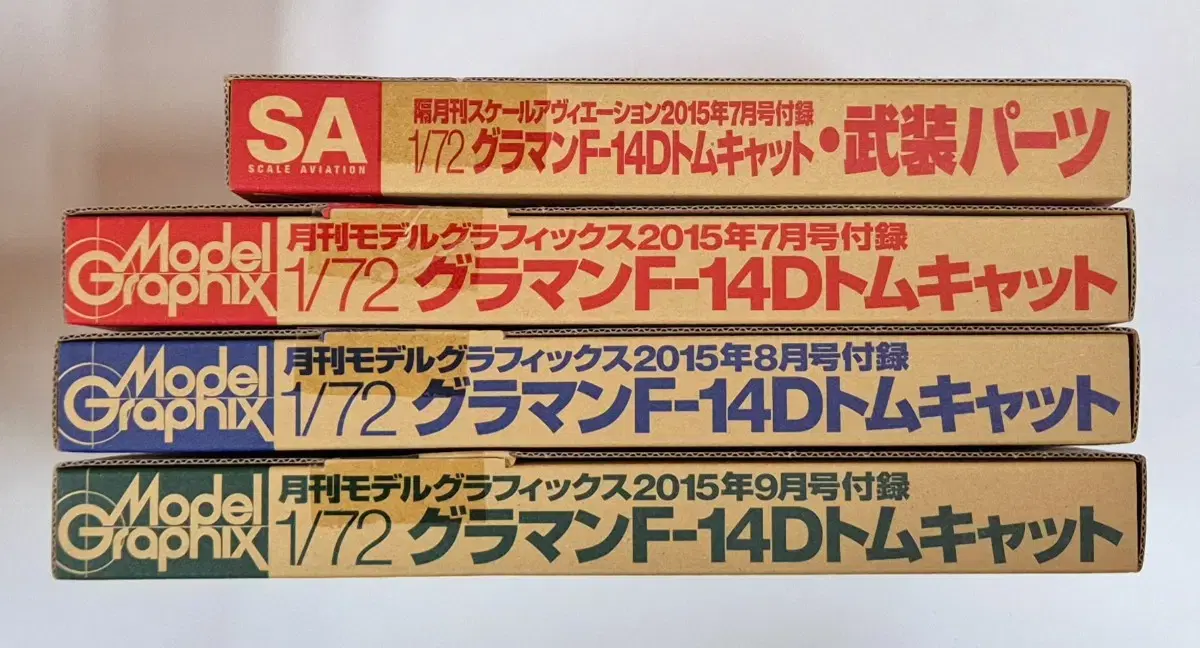 SA
SCALE AVIATION
隔月刊スケールアヴィエーション2015年7月号付録
1/72 グラマンF-14Dトムキャット・武装パーツ
Model
Graphix
月刊モデルグラフィックス2015年7月号付録
1/72 グラマンF-14Dトムキャット
Model
Graphix
月刊モデルグラフィックス2015年8月号付録
1/72 グラマンF-14Dトムキャット
Model
Graphix
月刊モデルグラフィックス2015年9月号付録
1/72 グラマンF-14Dトムキャット